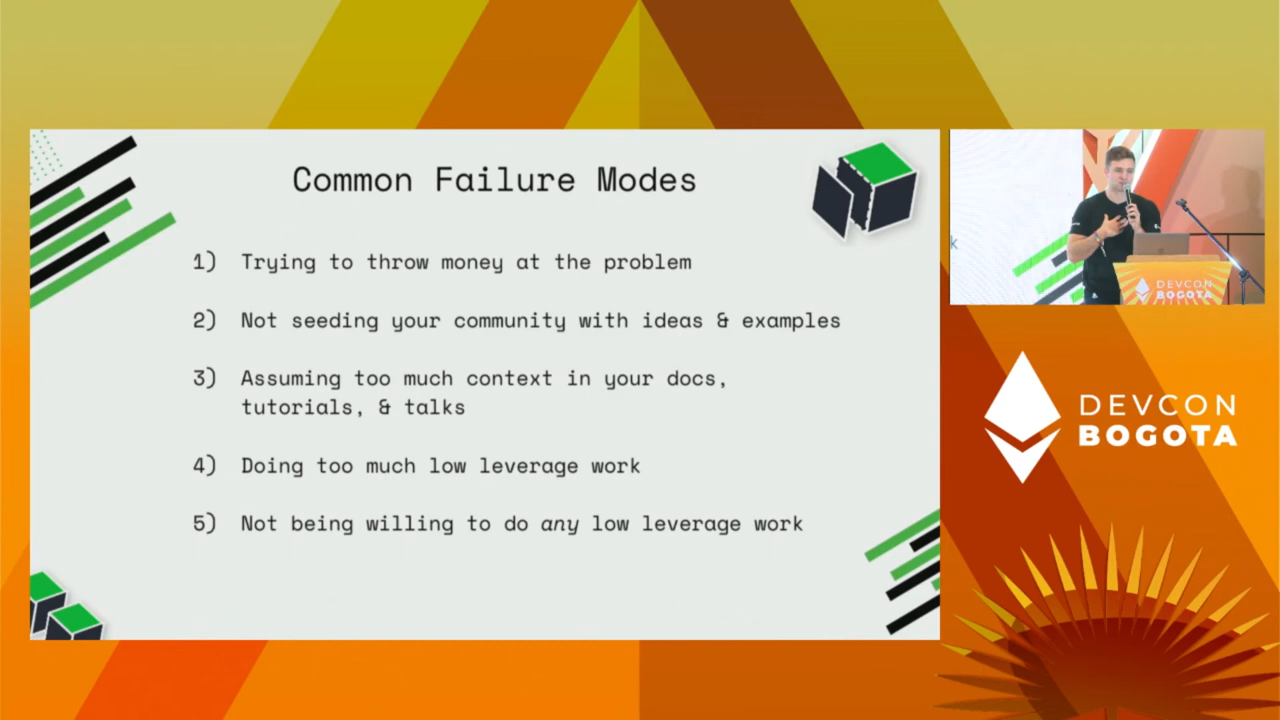 Common Failure Modes
1) Trying to throw money at the problem
2) Not seeding your community with ideas & examples
3) Assuming too much context in your docs,
tutorials, & talks
4) Doing too much low leverage work
5) Not being willing to do any low leverage work
k
DEVCON
BOGOTA
DEVCON
BOGOTA